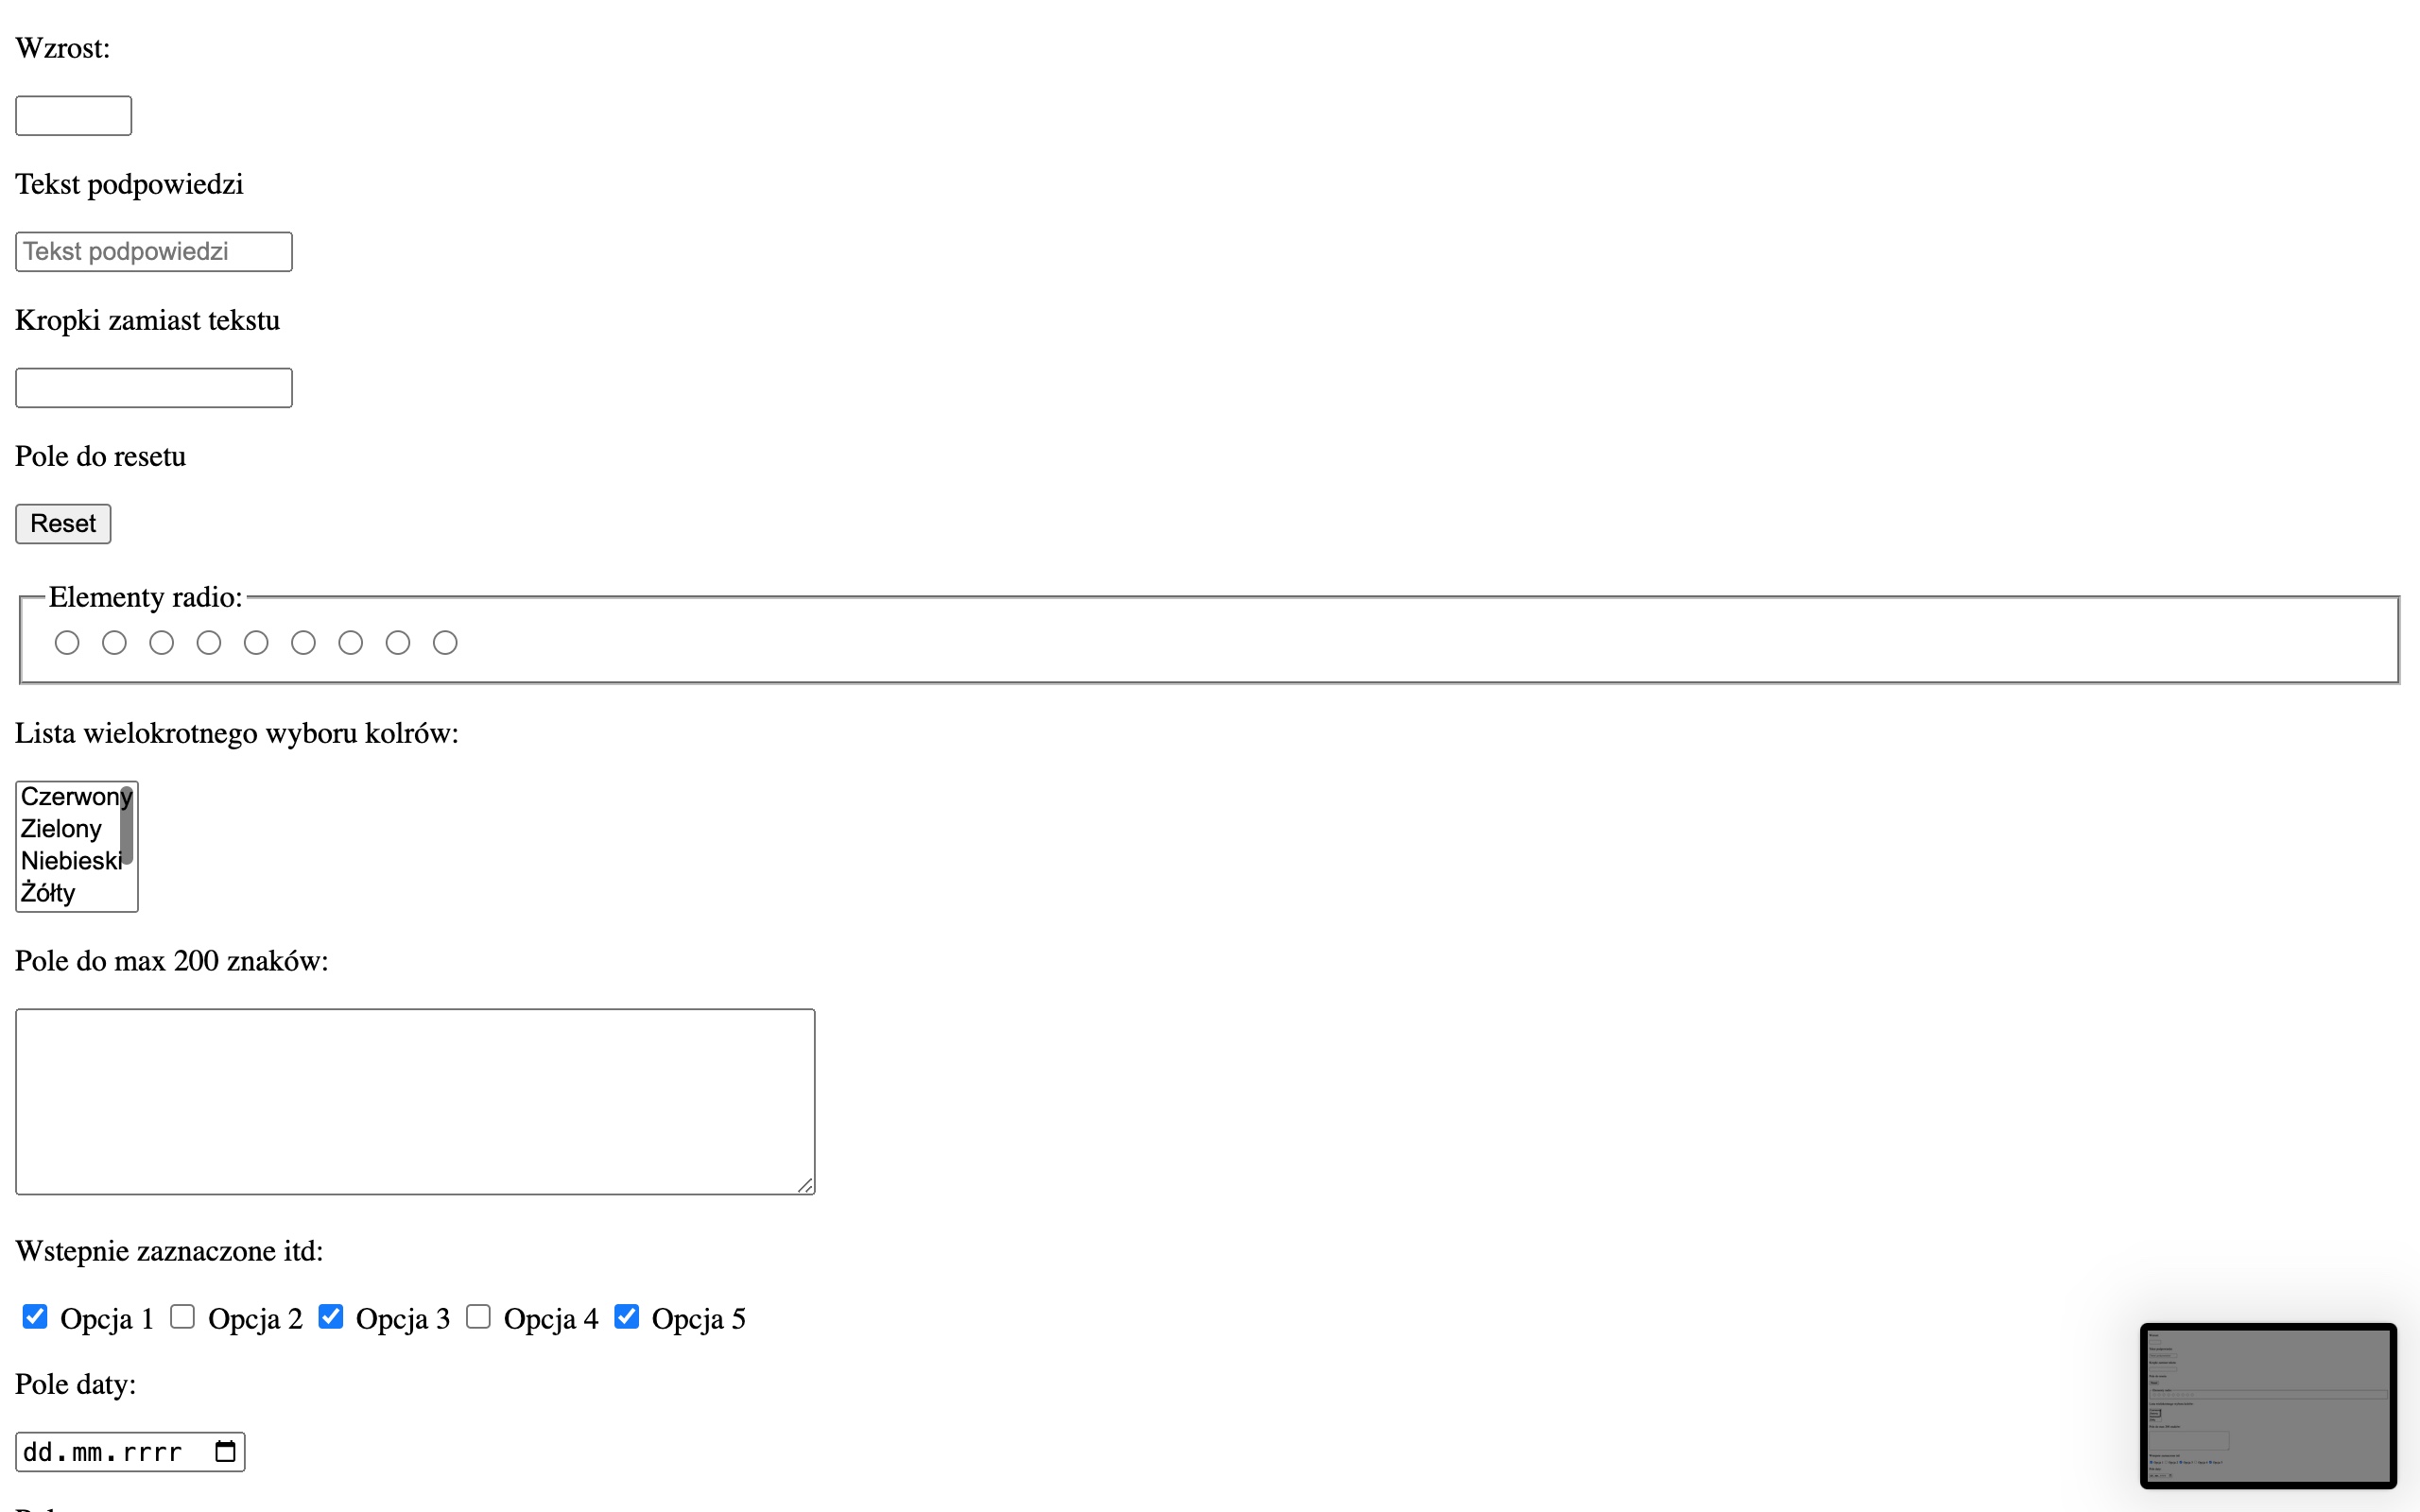 Wzrost:
Tekst podpowiedzi
Tekst podpowiedzi
Kropki zamiast tekstu
Pole do resetu
Reset
Elementy radio:
Lista wielokrotnego wyboru kolrów:
Czerwony
Zielony
Niebieski
Żółty
Pole do max 200 znaków:
Wstepnie zaznaczone itd:
Opcja 1 Opcja 2 Opcja 3 Opcja 4 Opcja 5
Pole daty:
dd.mm.rrrr